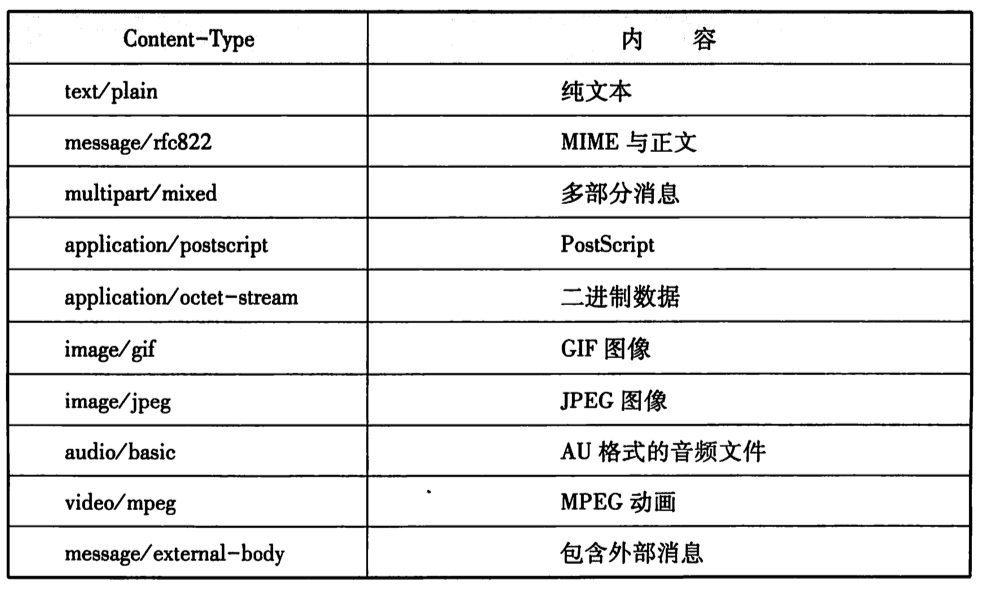 Content-Type 内 容
text/plain 纯文本
message/rfc822 MIME 与正文
multipart/mixed 多部分消息
application/postscript PostScript
application/octet-stream 二进制数据
image/gif GIF 图像
image/jpeg JPEG 图像
audio/basic AU 格式的音频文件
video/mpeg MPEG 动画
message/external-body 包含外部消息